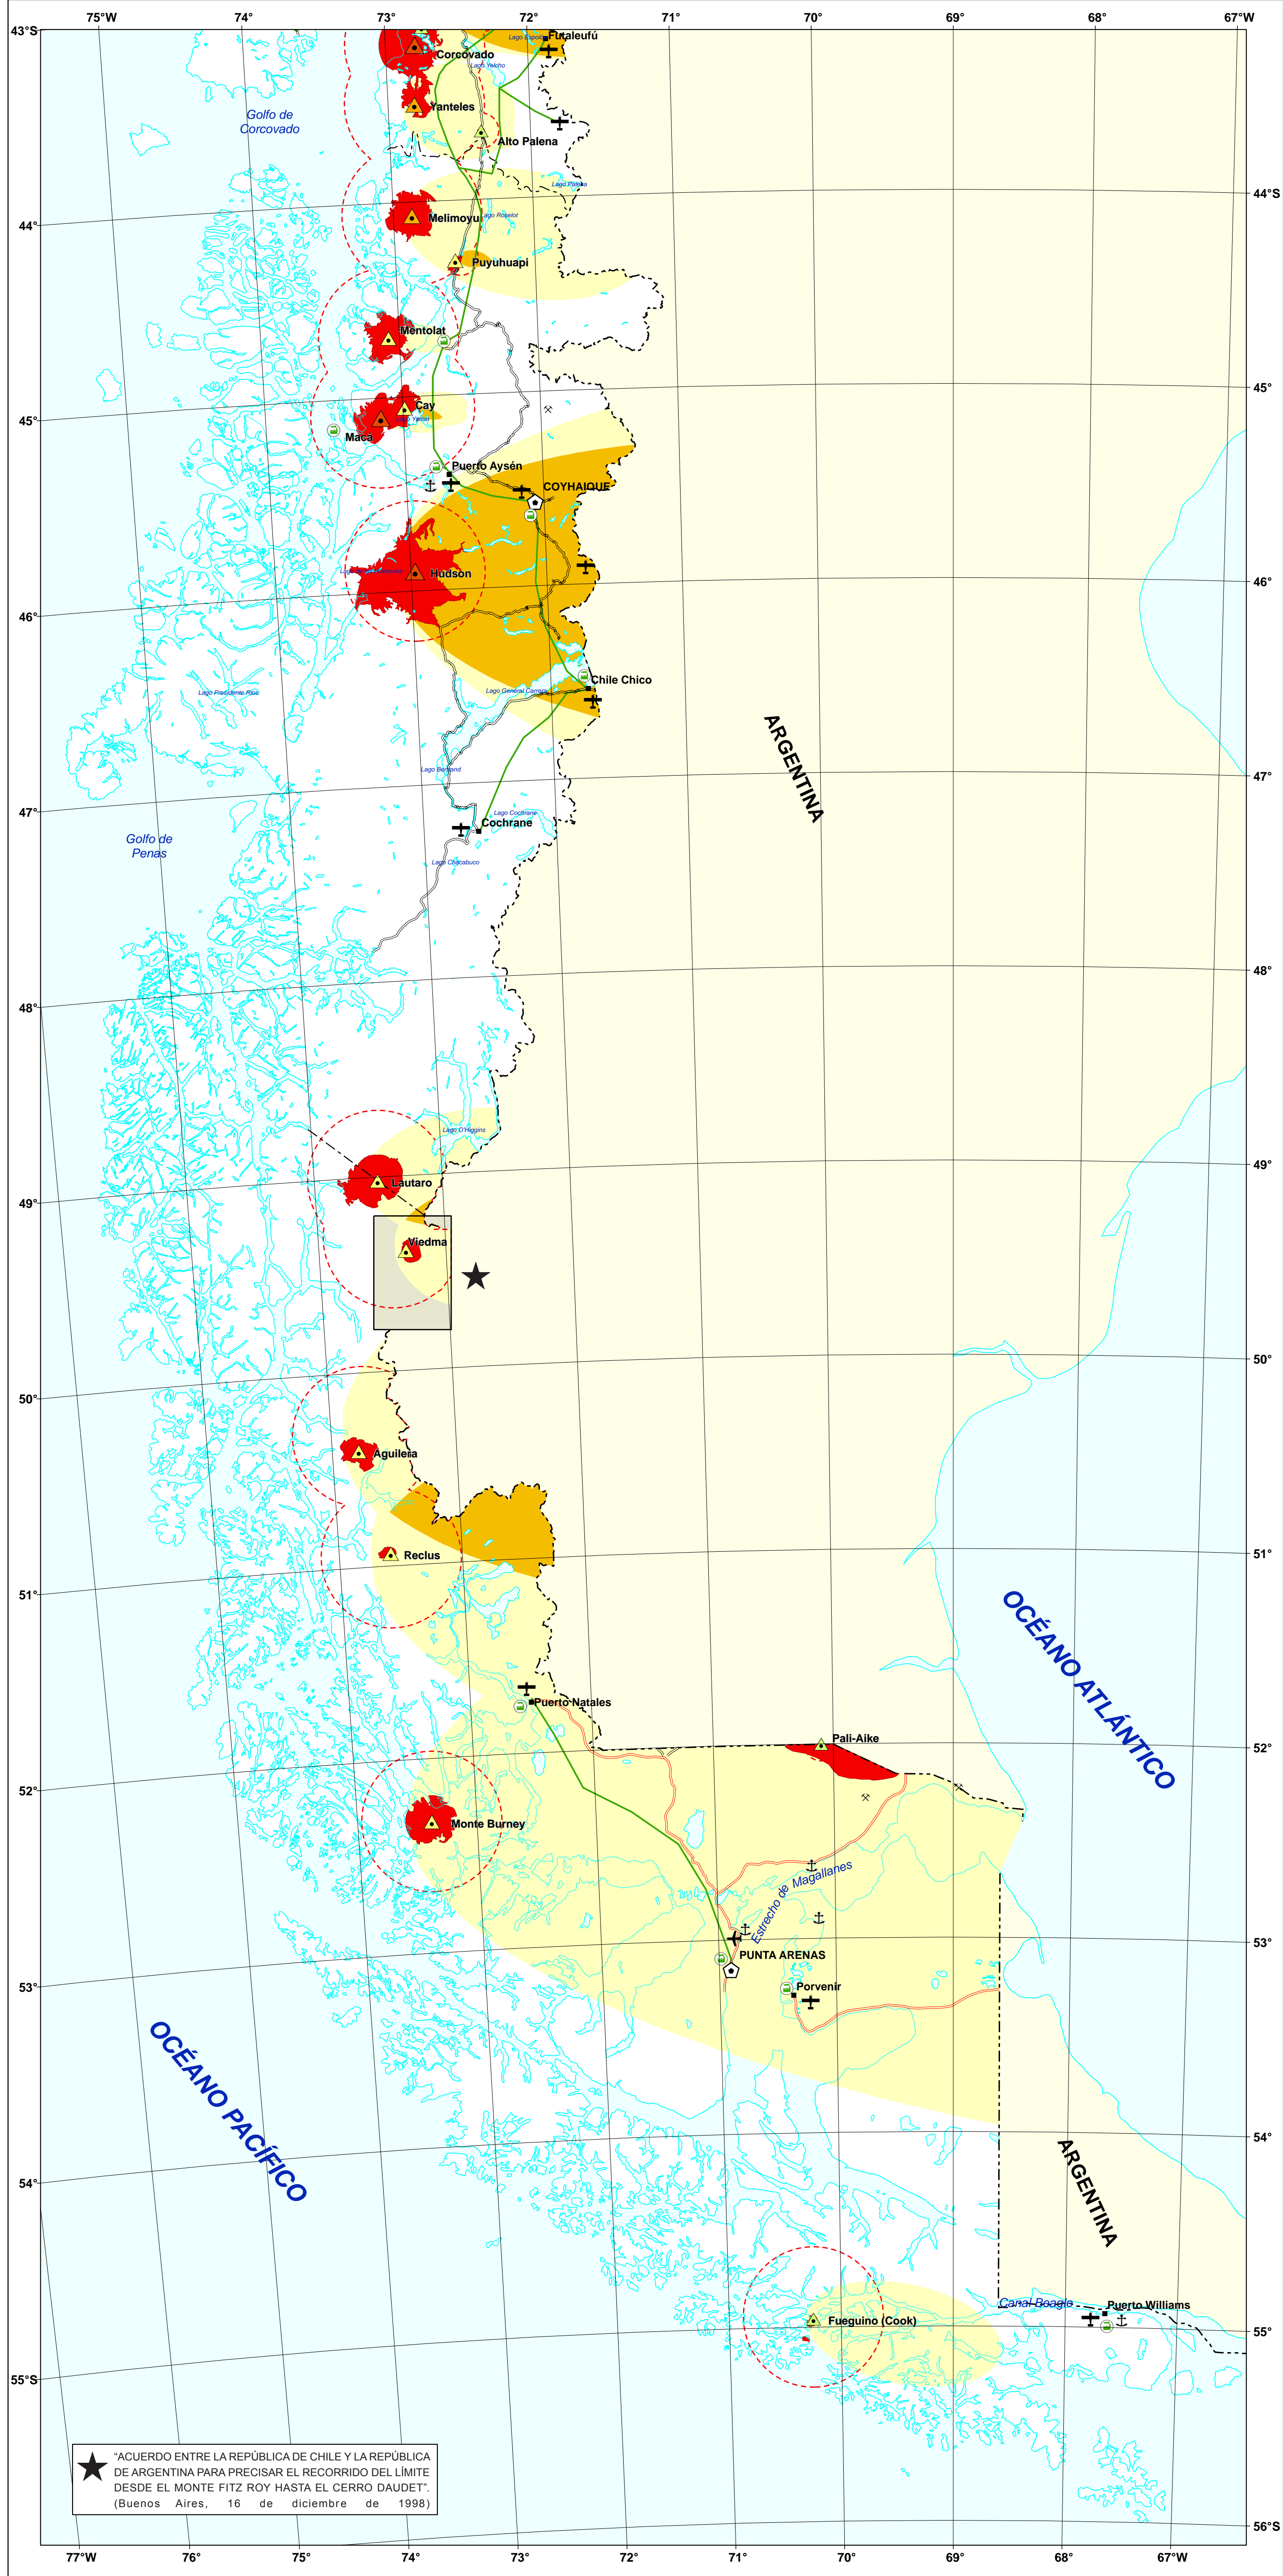 75°
74°
73°
72°
71°
70°
69°
68°
67°W
43°S
Lago Espolón
Futaleufú
Corcovado
Lago Yelcho
Yanteles
Golfo de
Corcovado
Alto Palena
Lago Palena
44°S
44°
Melimoyu
Lago Roselot
Puyuhuapi
Mentolat
45°
45°
Cay
Lago Yulton
Maca
Puerto Aysén
COYHAIQUE
Hudson
46°
46°
Chile Chico
Lago General Carrera
Lago Presidente Ríos
ARGENTINA
Lago Bertrand
47°
47°
Lago Cochrane
Cochrane
Golfo de
Penas
Lago Chacabuco
48°
48°
Lago O'Higgins
49°
49°
Lautaro
Viedma
50°
50°
Aguilera
Reclus
51°
51°
OCÉANO ATLÁNTICO
Puerto Natales
Pali-Aike
52°
52°
Monte Burney
Estrecho de Magallanes
53°
53°
PUNTA ARENAS
Porvenir
OCÉANO PACÍFICO
54°
54°
ARGENTINA
Canal Beagle
Puerto Williams
Fueguino (Cook)
55°
55°S
"ACUERDO ENTRE LA REPÚBLICA DE CHILE Y LA REPÚBLICA
DE ARGENTINA PARA PRECISAR EL RECORRIDO DEL LÍMITE
DESDE EL MONTE FITZ ROY HASTA EL CERRO DAUDET".
(Buenos Aires, 16 de diciembre de 1998)
56°S
77°W
76°
75°
74°
73°
72°
71°
70°
69°
68°
67°W